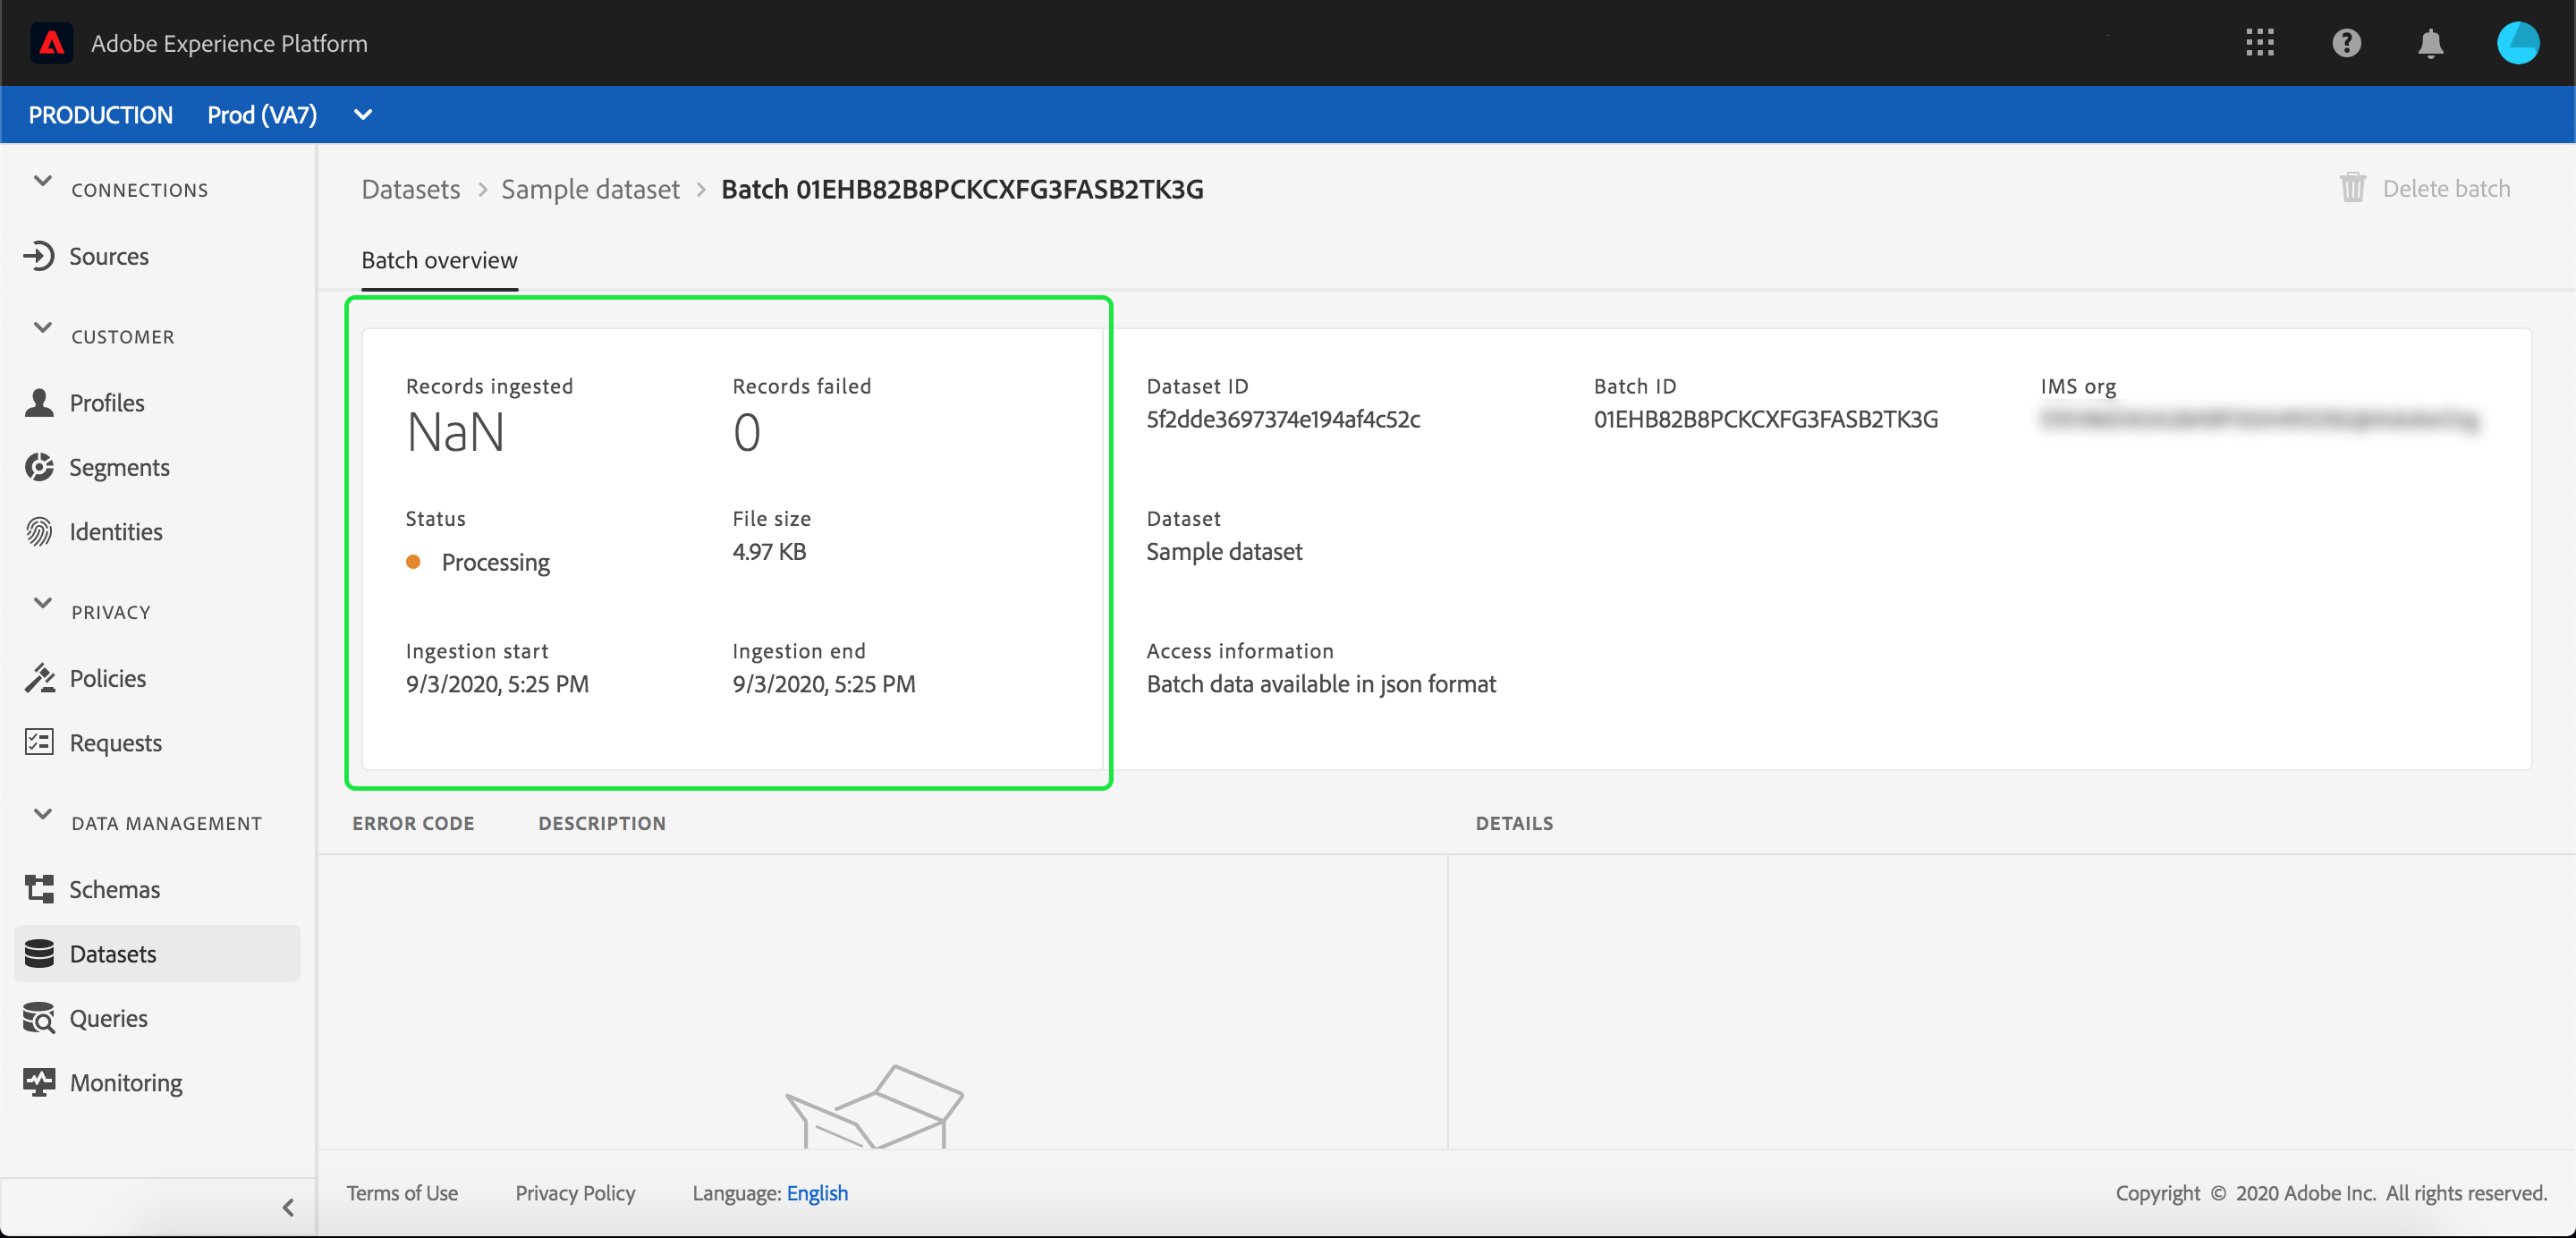 Adobe Experience Platform
PRODUCTION Prod (VA7)
CONNECTIONS
Sources
CUSTOMER
Profiles
Segments
Identities
PRIVACY
Policies
Requests
DATA MANAGEMENT
Schemas
Datasets
Queries
Monitoring
Datasets > Sample dataset > Batch 01EHB82B8PCKCXFG3FASB2TK3G
Delete batch
Batch overview
Records ingested
NaN
Records failed
0
Status
Processing
File size
4.97 KB
Ingestion start
9/3/2020, 5:25 PM
Ingestion end
9/3/2020, 5:25 PM
Dataset ID
5f2dde3697374e194af4c52c
Batch ID
01EHB82B8PCKCXFG3FASB2TK3G
IMS org
Dataset
Sample dataset
Access information
Batch data available in json format
ERROR CODE DESCRIPTION DETAILS
Terms of Use Privacy Policy Language: English Copyright © 2020 Adobe Inc. All rights reserved.